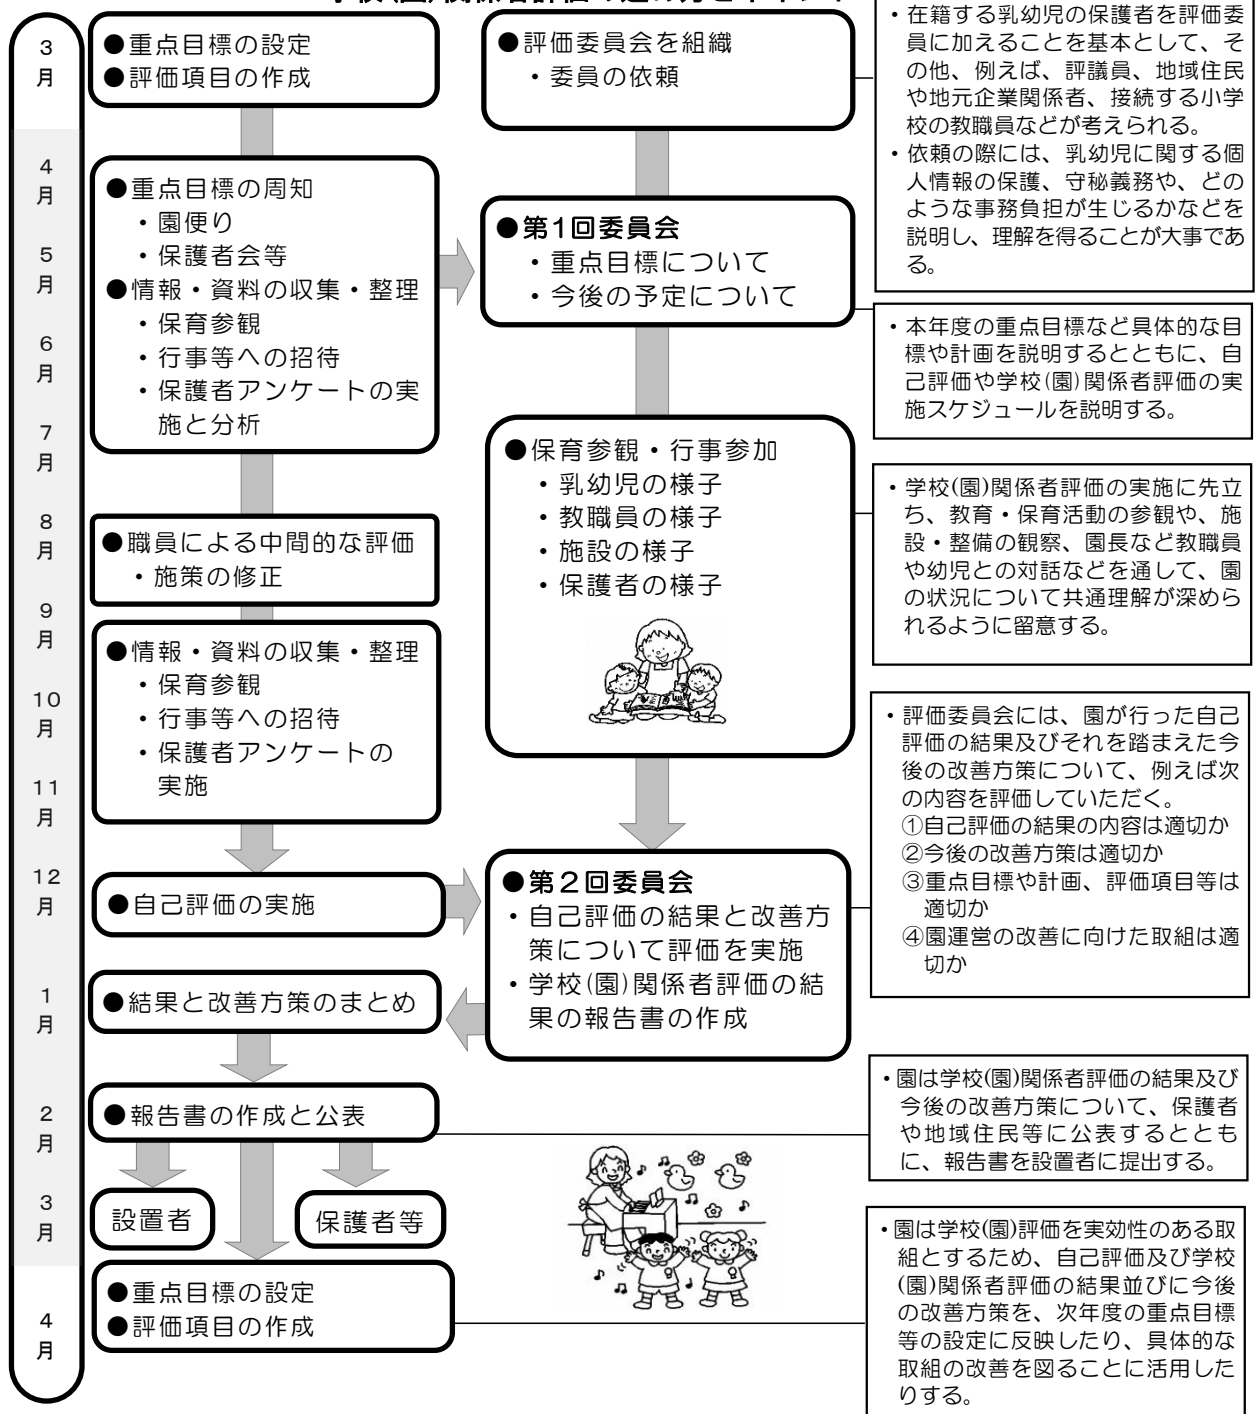 3
月
4
月
5
月
6
月
7
月
8
月
9
月
10
月
11
月
12
月
1
月
2
月
3
月
4
月
●重点目標の設定
●評価項目の作成
●重点目標の周知
・園便り
・保護者会等
●情報・資料の収集・整理
・保育参観
・行事等への招待
・保護者アンケートの実
施と分析
●職員による中間的な評価
・施策の修正
●情報・資料の収集・整理
・保育参観
・行事等への招待
・保護者アンケートの
実施
●自己評価の実施
●結果と改善方策のまとめ
●報告書の作成と公表
設置者
保護者等
●重点目標の設定
●評価項目の作成
●評価委員会を組織
・委員の依頼
●第1回委員会
・重点目標について
・今後の予定について
●保育参観・行事参加
・乳幼児の様子
・教職員の様子
・施設の様子
・保護者の様子
●第２回委員会
・自己評価の結果と改善方
策について評価を実施
・学校(園)関係者評価の結
果の報告書の作成
・在籍する乳幼児の保護者を評価委
員に加えることを基本として、そ
の他、例えば、評議員、地域住民
や地元企業関係者、接続する小学
校の教職員などが考えられる。
・依頼の際には、乳幼児に関する個
人情報の保護、守秘義務や、どの
ような事務負担が生じるかなどを
説明し、理解を得ることが大事であ
る。
・本年度の重点目標など具体的な目
標や計画を説明するとともに、自
己評価や学校(園)関係者評価の実
施スケジュールを説明する。
・学校(園)関係者評価の実施に先立
ち、教育・保育活動の参観や、施
設・整備の観察、園長など教職員
や幼児との対話などを通して、園
の状況について共通理解が深めら
れるように留意する。
・評価委員会には、園が行った自己
評価の結果及びそれを踏まえた今
後の改善方策について、例えば次
の内容を評価していただく。
①自己評価の結果の内容は適切か
②今後の改善方策は適切か
③重点目標や計画、評価項目等は
適切か
④園運営の改善に向けた取組は適
切か
・園は学校(園)関係者評価の結果及び
今後の改善方策について、保護者
や地域住民等に公表するととも
に、報告書を設置者に提出する。
・園は学校(園)評価を実効性のある取
組とするため、自己評価及び学校
(園)関係者評価の結果並びに今後
の改善方策を、次年度の重点目標
等の設定に反映したり、具体的な
取組の改善を図ることに活用した
りする。